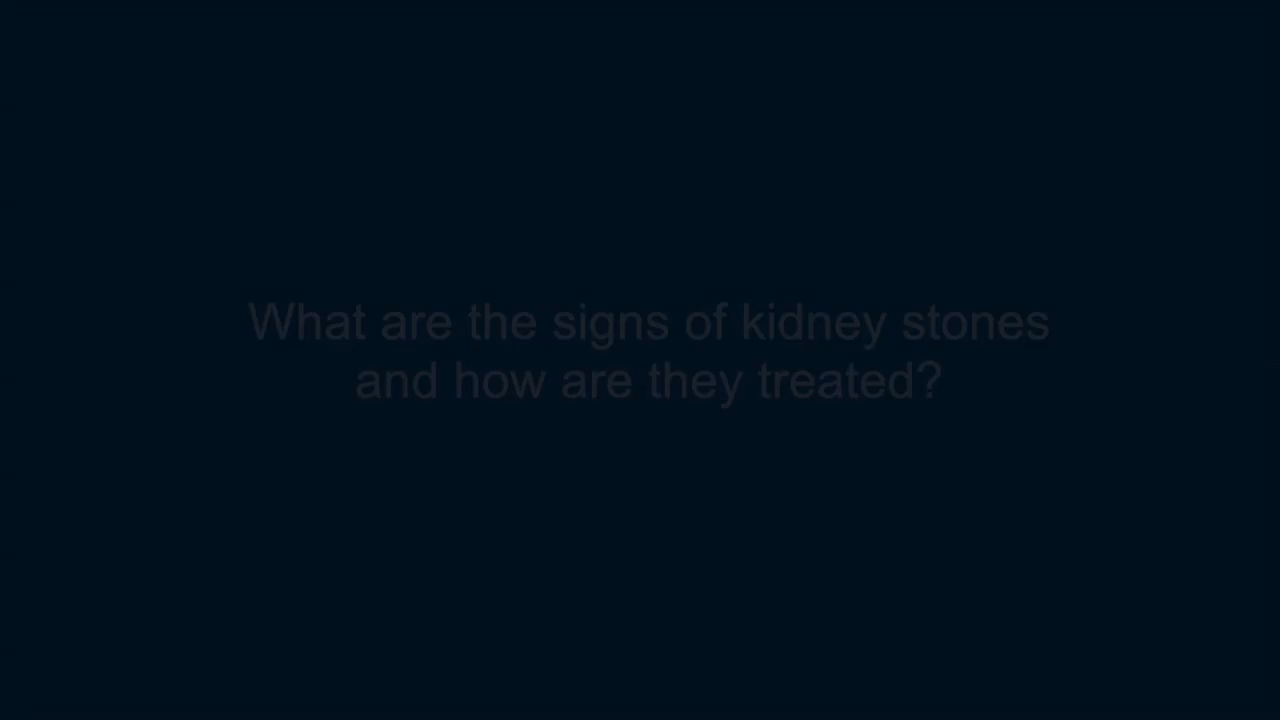 What are the signs of kidney stones
and how are they treated?